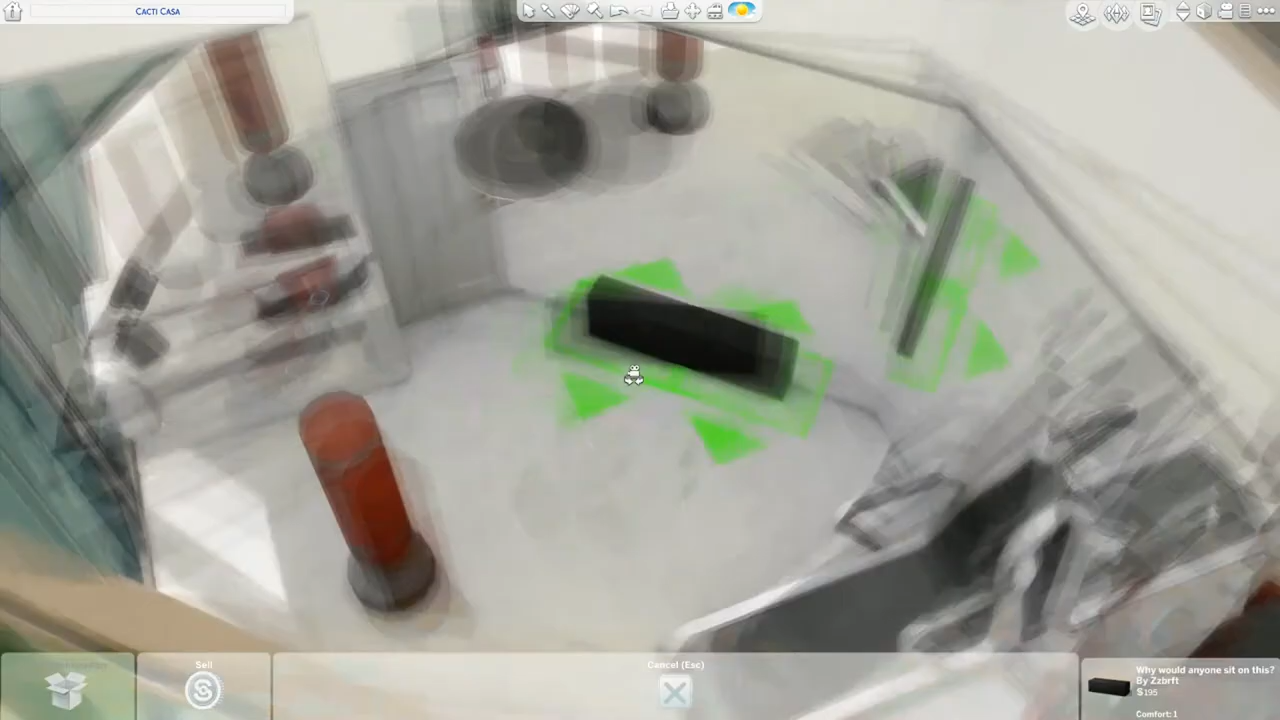 CACTI CASA
Sell
Cancel (Esc)
Why would anyone sit on this?
By Zzbrft
§195
Comfort: 1